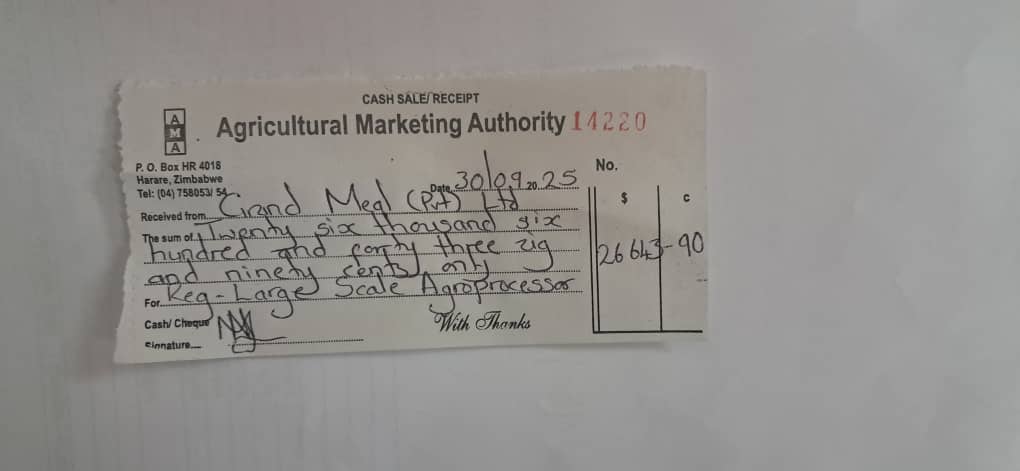 CASH SALE/RECEIPT
AMA
Agricultural Marketing Authority 14220
P. O. Box HR 4018
Harare, Zimbabwe
Tel: (04) 758053/ 54
No.
Date 30/09 20 25
$ c
Received from Grand Meal (Pvt) Ltd
The sum of Twenty six thousand six
hundred and forty three zig
and ninety cents only
26 643-90
For Reg-Large Scale Agroprocessor
Cash/ Cheque
With Thanks
Signature